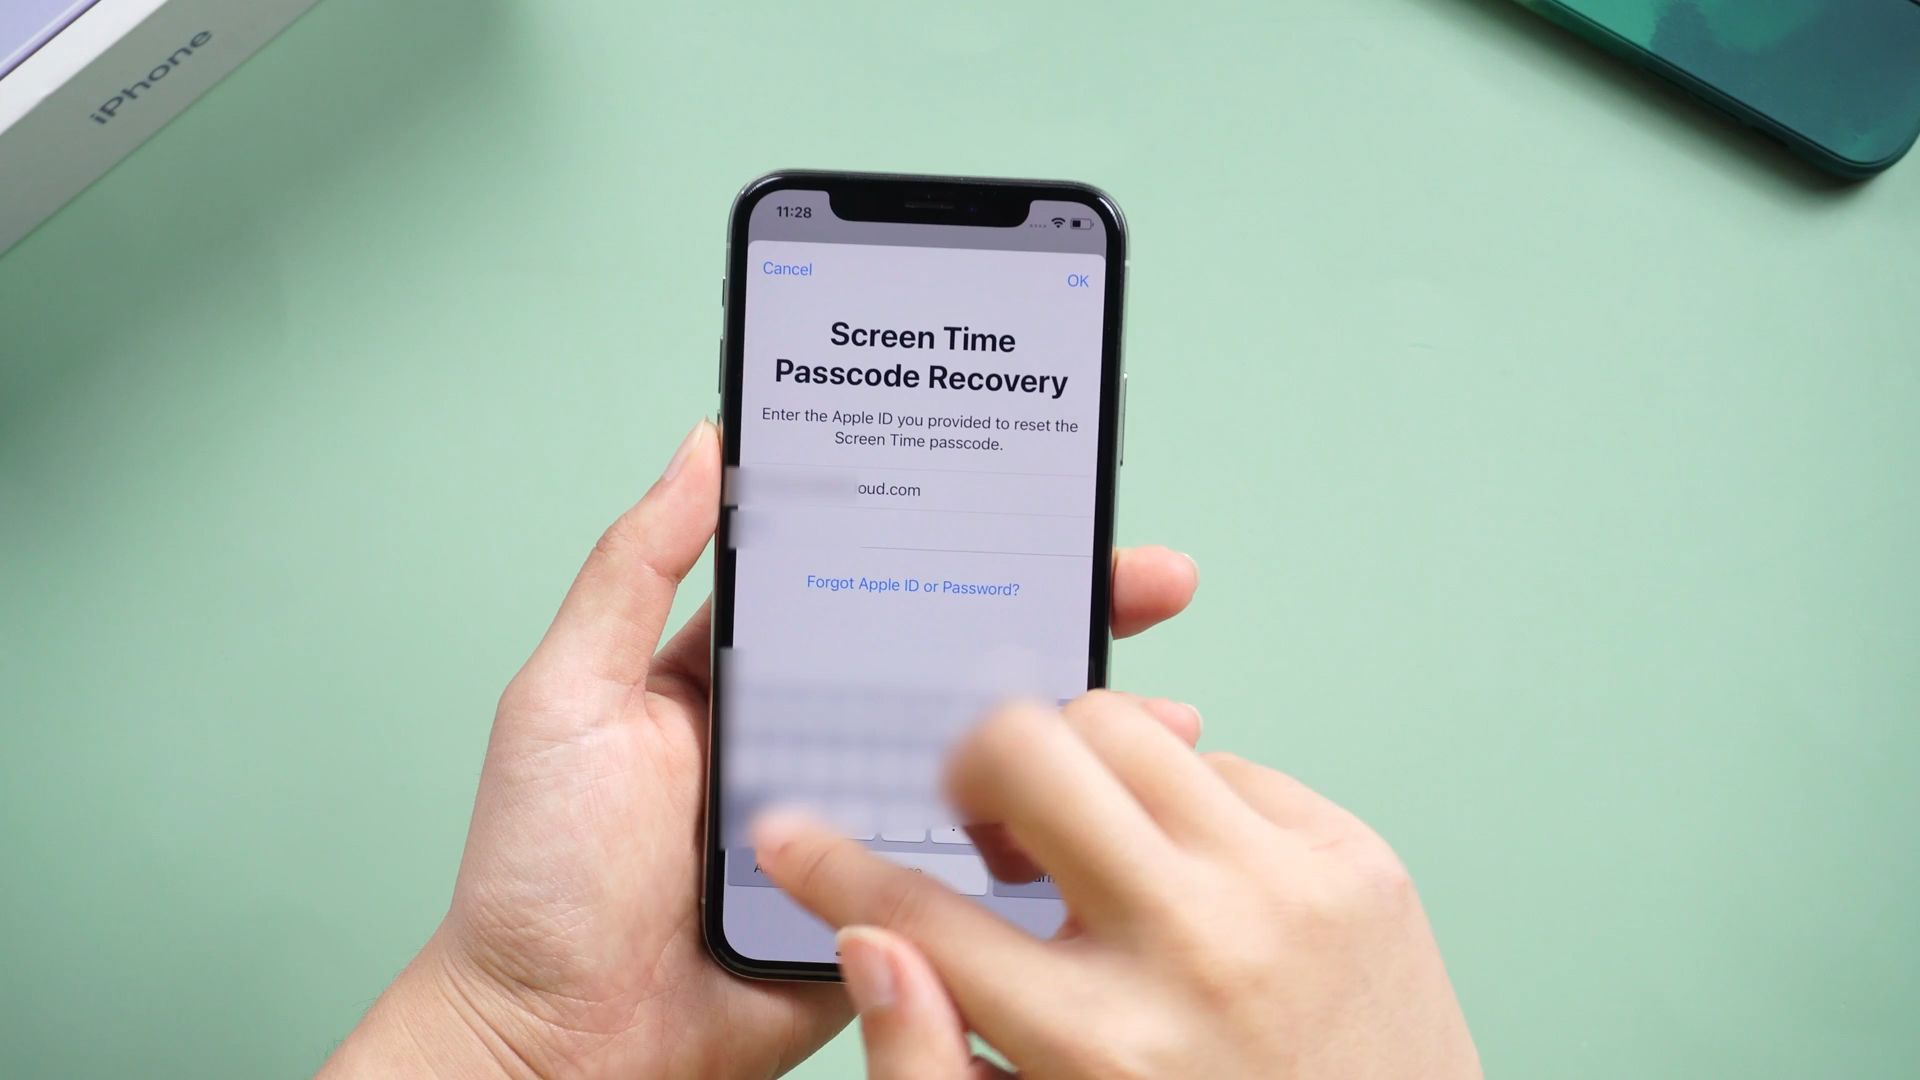 iPhone
11:28
Cancel
OK
Screen Time
Passcode Recovery
Enter the Apple ID you provided to reset the
Screen Time passcode.
oud.com
Forgot Apple ID or Password?